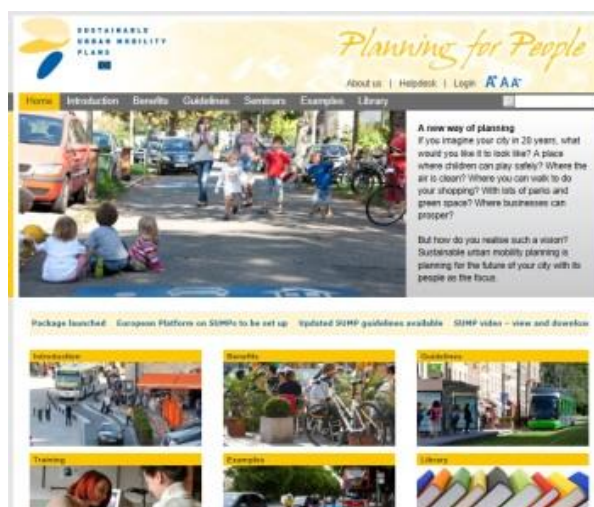 SUSTAINABLE
URBAN MOBILITY
PLANS
Planning for People
About us | Helpdesk | Login A+ A A-
Home Introduction Benefits Guidelines Seminars Examples Library
A new way of planning
If you imagine your city in 20 years, what
would you like it to look like? A place
where children can play safely? Where the
air is clean? Where you can walk to do
your shopping? With lots of parks and
green space? Where businesses can
prosper?
But how do you realise such a vision?
Sustainable urban mobility planning is
planning for the future of your city with its
people as the focus.
Package launched European Platform on SUMPs to be set up Updated SUMP guidelines available SUMP video – view and download
Introduction Benefits Guidelines
Training Examples Library